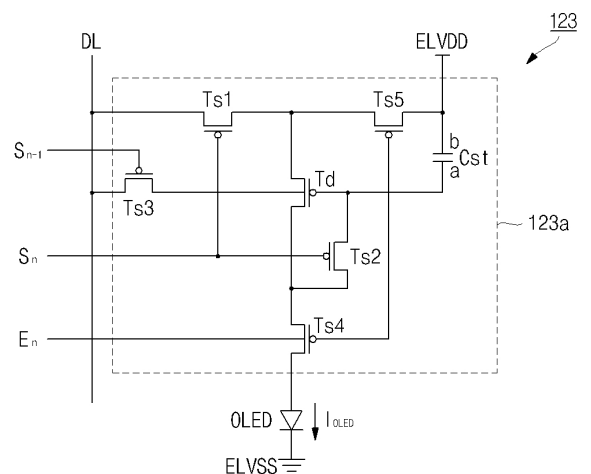 123
DL
ELVDD
Ts1
Ts5
Sn-1
b
Cst
a
Td
Ts3
123a
Sn
Ts2
Ts4
En
OLED
IOLED
ELVSS